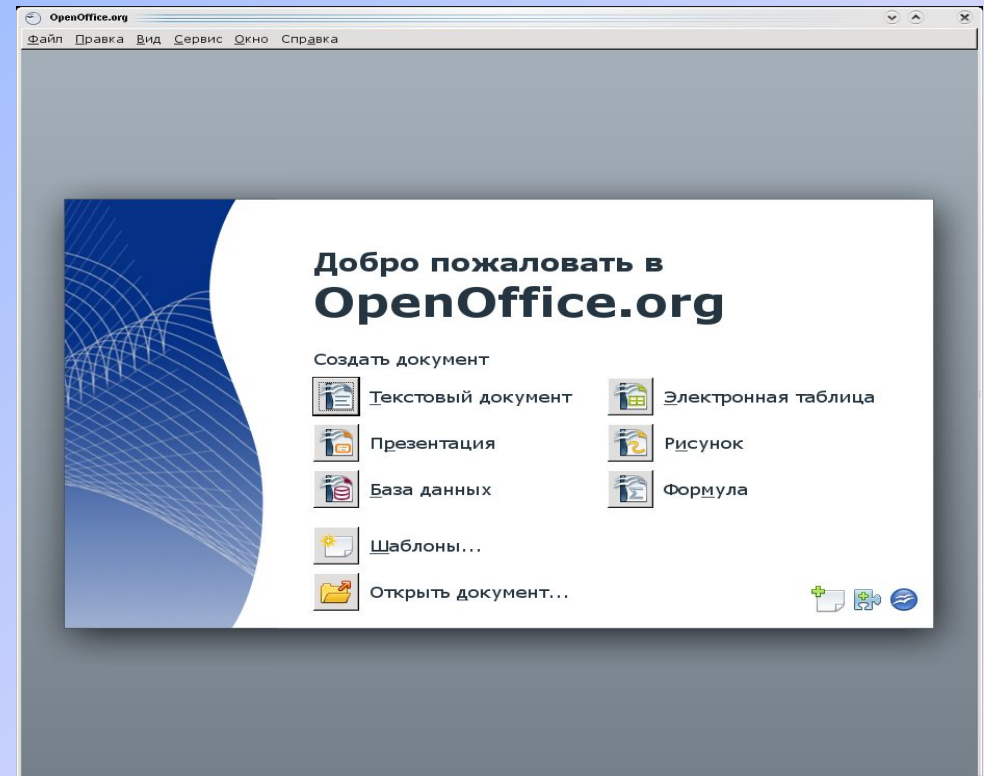 OpenOffice.org
Файл Правка Вид Сервис Окно Справка
Добро пожаловать в
OpenOffice.org
Создать документ
Текстовый документ
Электронная таблица
Презентация
Рисунок
База данных
Формула
Шаблоны...
Открыть документ...